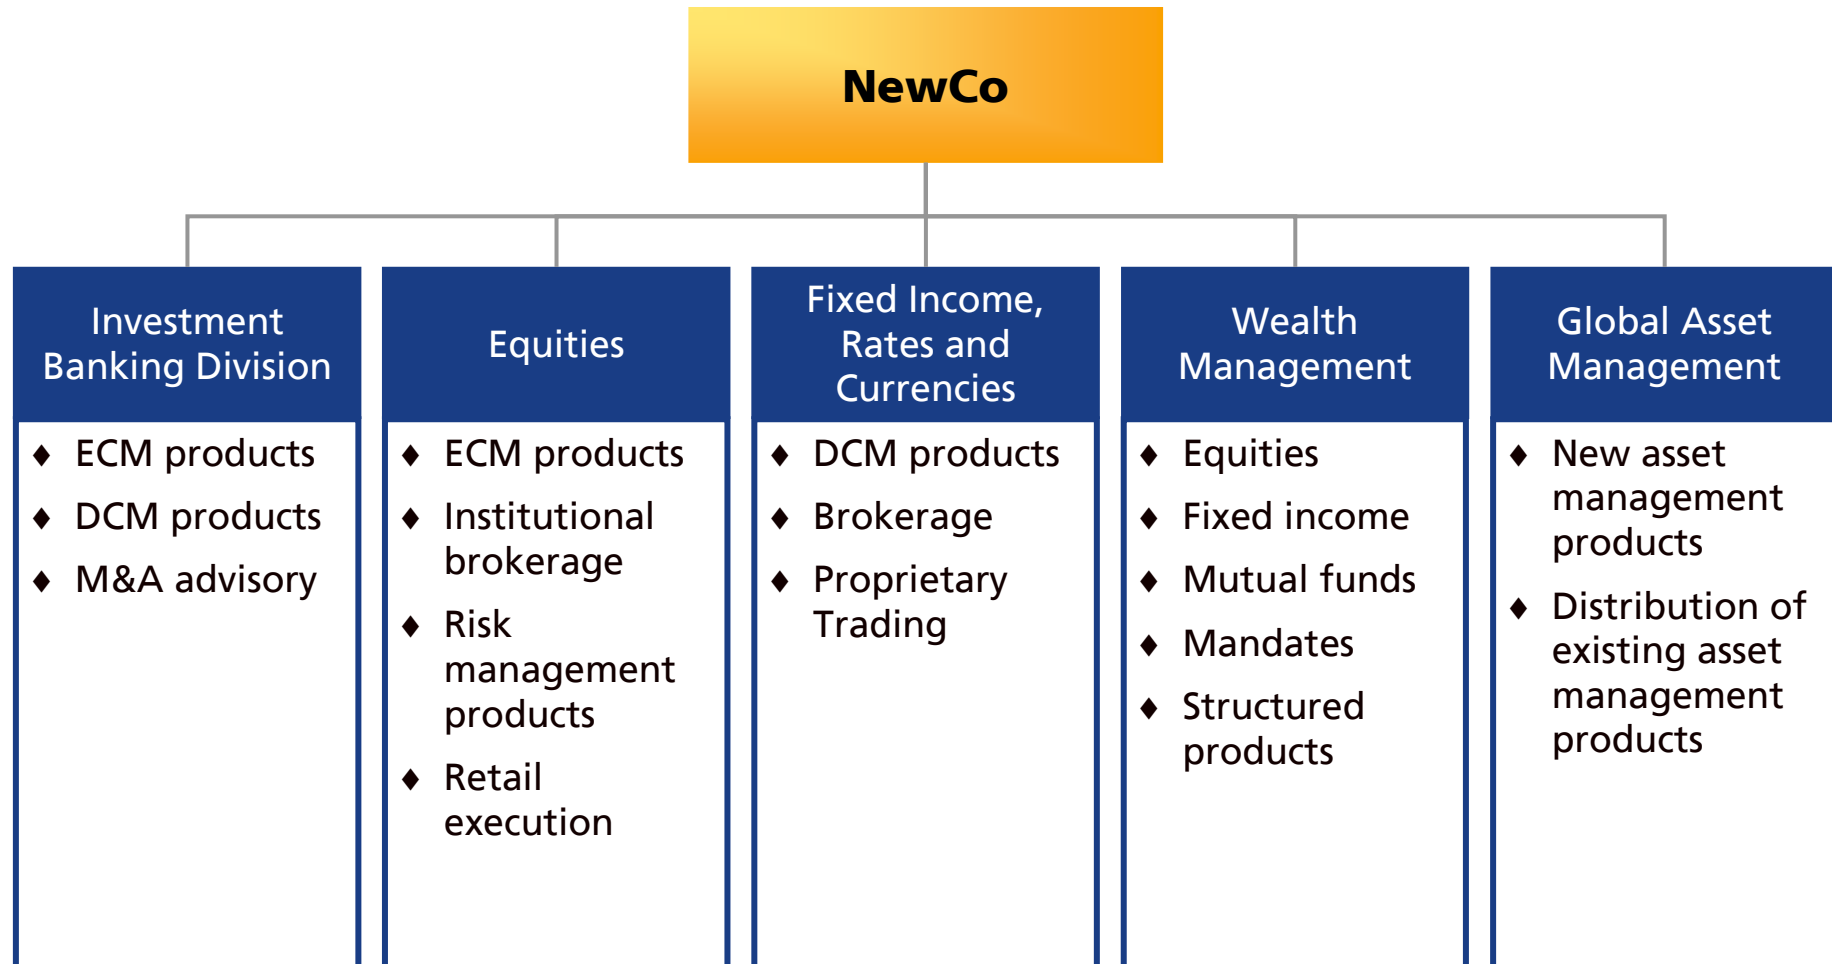 NewCo
Investment
Banking Division
♦ ECM products
♦ DCM products
♦ M&A advisory
Equities
♦ ECM products
♦ Institutional
brokerage
♦ Risk
management
products
♦ Retail
execution
Fixed Income,
Rates and
Currencies
♦ DCM products
♦ Brokerage
♦ Proprietary
Trading
Wealth
Management
♦ Equities
♦ Fixed income
♦ Mutual funds
♦ Mandates
♦ Structured
products
Global Asset
Management
♦ New asset
management
products
♦ Distribution of
existing asset
management
products